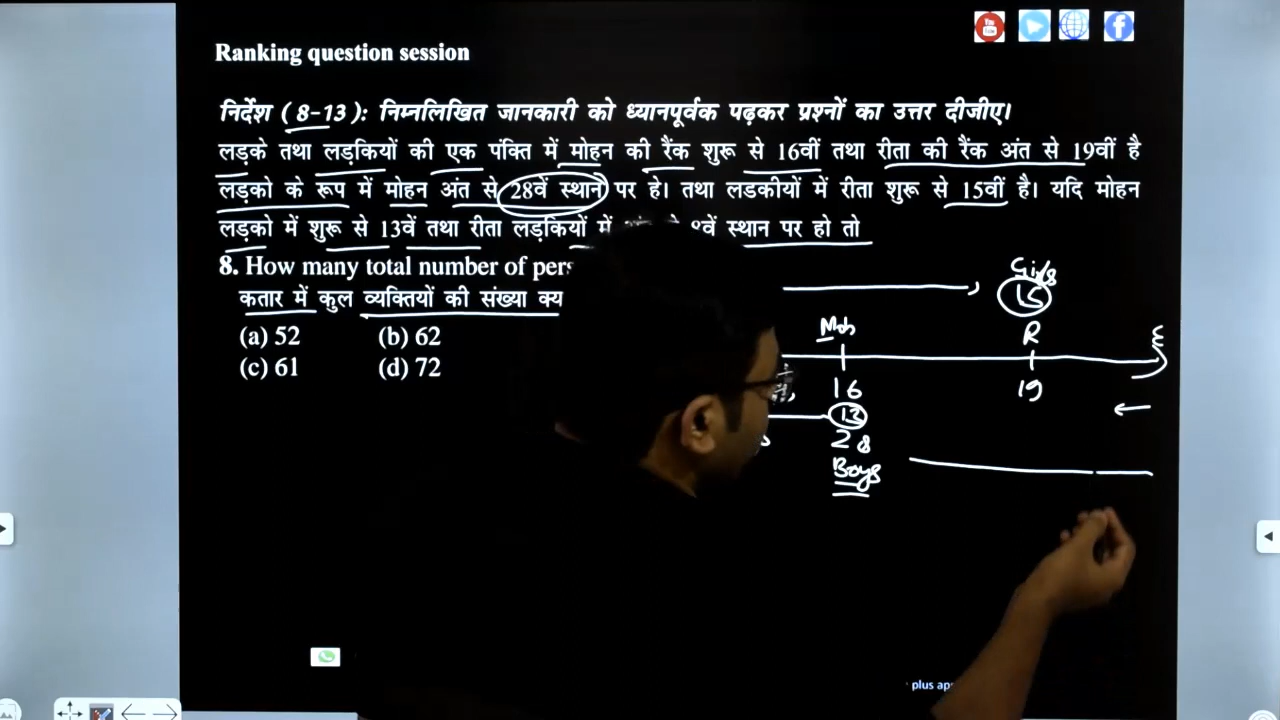 Ranking question session
निर्देश ( 8-13 ): निम्नलिखित जानकारी को ध्यानपूर्वक पढ़कर प्रश्नों का उत्तर दीजीए।
लड़के तथा लड़कियों की एक पंक्ति में मोहन की रैंक शुरू से 16वीं तथा रीता की रैंक अंत से 19वीं है
लड़को के रूप में मोहन अंत से 28वें स्थान पर हे। तथा लडकीयों में रीता शुरू से 15वीं है। यदि मोहन
लड़को में शुरू से 13वें तथा रीता लड़कियों में स्थान पर हो तो
8. How many total number of
कतार में कुल व्यक्तियों की संख्या
(a) 52 (b) 62
(c) 61 (d) 72
Girls
15
Moh R
16 19
13
28
Boys
plus